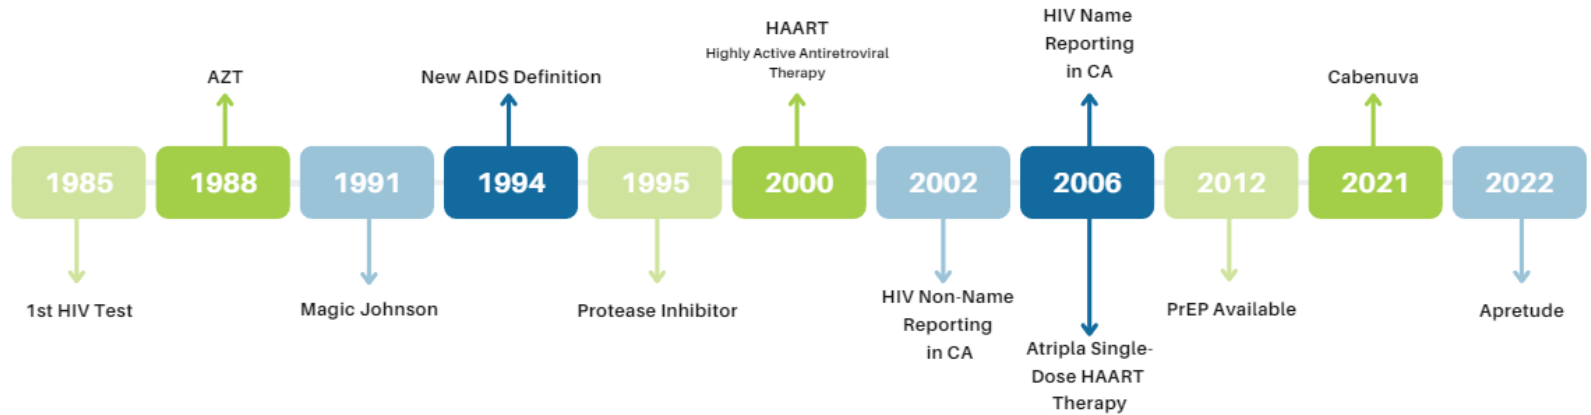 HIV Name
Reporting
in CA
HAART
Highly Active Antiretroviral
Therapy
AZT
New AIDS Definition
Cabenuva
1985
1988
1991
1994
1995
2000
2002
2006
2012
2021
2022
1st HIV Test
Magic Johnson
Protease Inhibitor
HIV Non-Name
Reporting
in CA
PrEP Available
Apretude
Atripla Single-
Dose HAART
Therapy